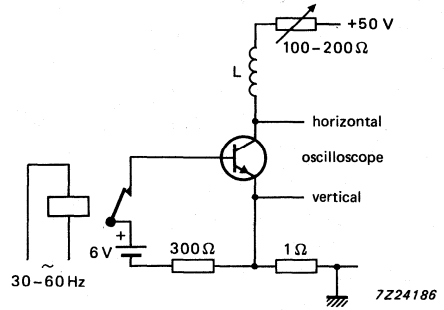 +50 V
100–200 Ω
L
horizontal
oscilloscope
vertical
+
6 V
300 Ω
1 Ω
~
30–60 Hz
7Z24186